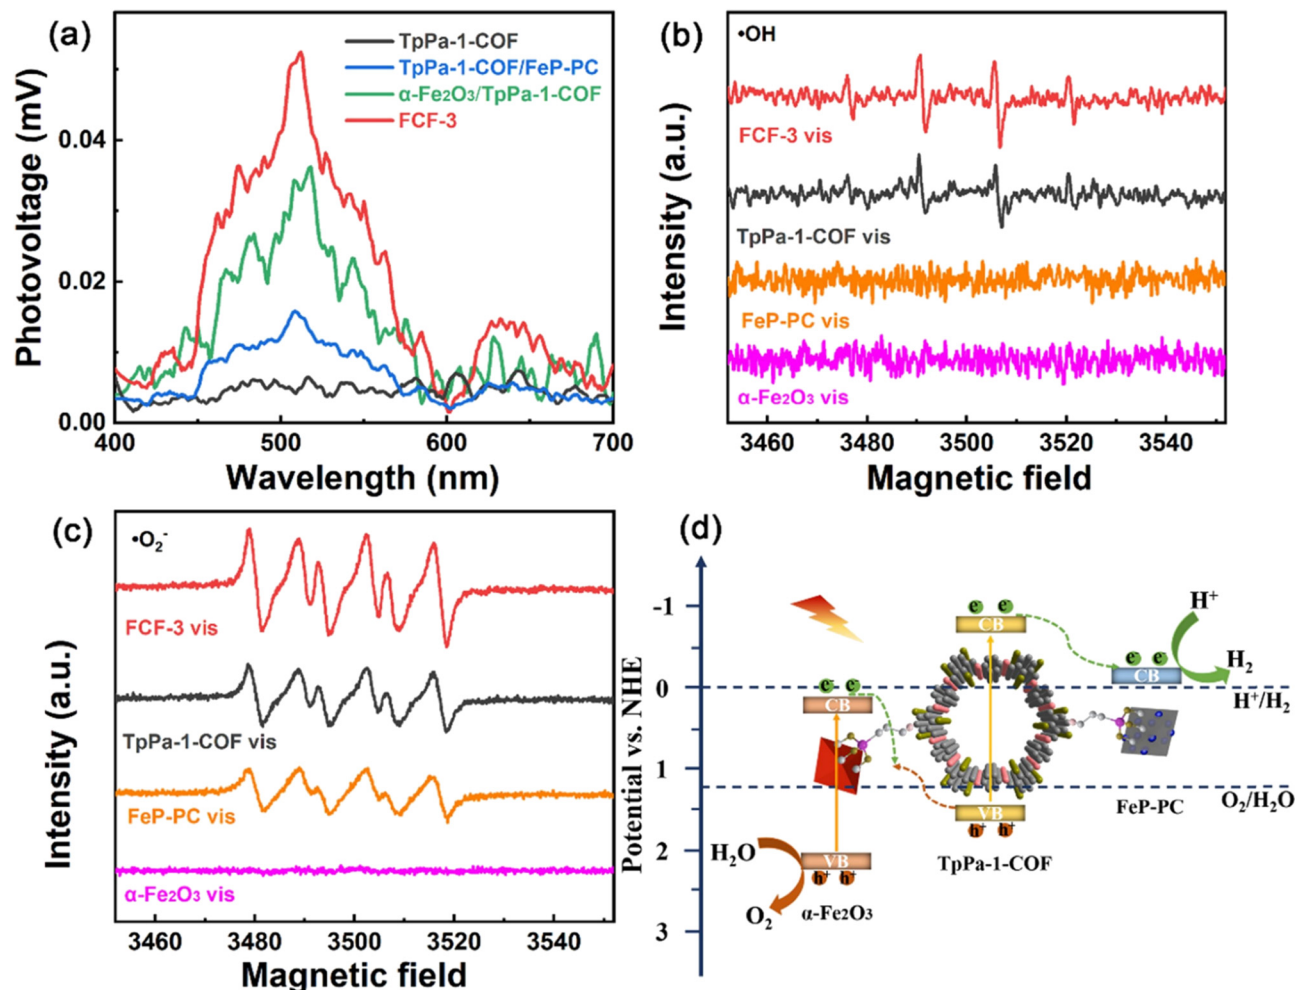 (a)
TpPa-1-COF
TpPa-1-COF/FeP-PC
α-Fe₂O₃/TpPa-1-COF
FCF-3
Photovoltage (mV)
0.04
0.02
0.00
400
500
600
700
Wavelength (nm)
(b)
•OH
FCF-3 vis
TpPa-1-COF vis
FeP-PC vis
α-Fe₂O₃ vis
Intensity (a.u.)
3460
3480
3500
3520
3540
Magnetic field
(c)
•O₂⁻
FCF-3 vis
TpPa-1-COF vis
FeP-PC vis
α-Fe₂O₃ vis
Intensity (a.u.)
3460
3480
3500
3520
3540
Magnetic field
(d)
Potential vs. NHE
-1
0
1
2
3
e⁻ e⁻
CB
H⁺
H₂
e⁻ e⁻
CB
H⁺/H₂
e⁻ e⁻
CB
O₂/H₂O
FeP-PC
VB
h⁺ h⁺
TpPa-1-COF
H₂O
VB
h⁺ h⁺
O₂
α-Fe₂O₃